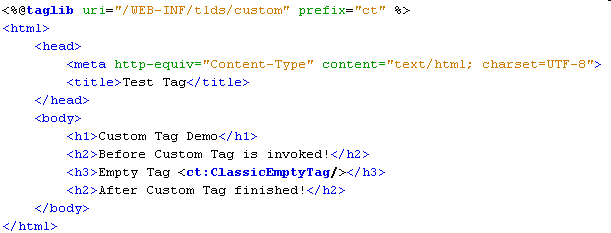 <%@taglib uri="/WEB-INF/tlds/custom" prefix="ct" %>
<html>
    <head>
        <meta http-equiv="Content-Type" content="text/html; charset=UTF-8">
        <title>Test Tag</title>
    </head>
    <body>
        <h1>Custom Tag Demo</h1>
        <h2>Before Custom Tag is invoked!</h2>
        <h3>Empty Tag <ct:ClassicEmptyTag/></h3>
        <h2>After Custom Tag finished!</h2>
    </body>
</html>